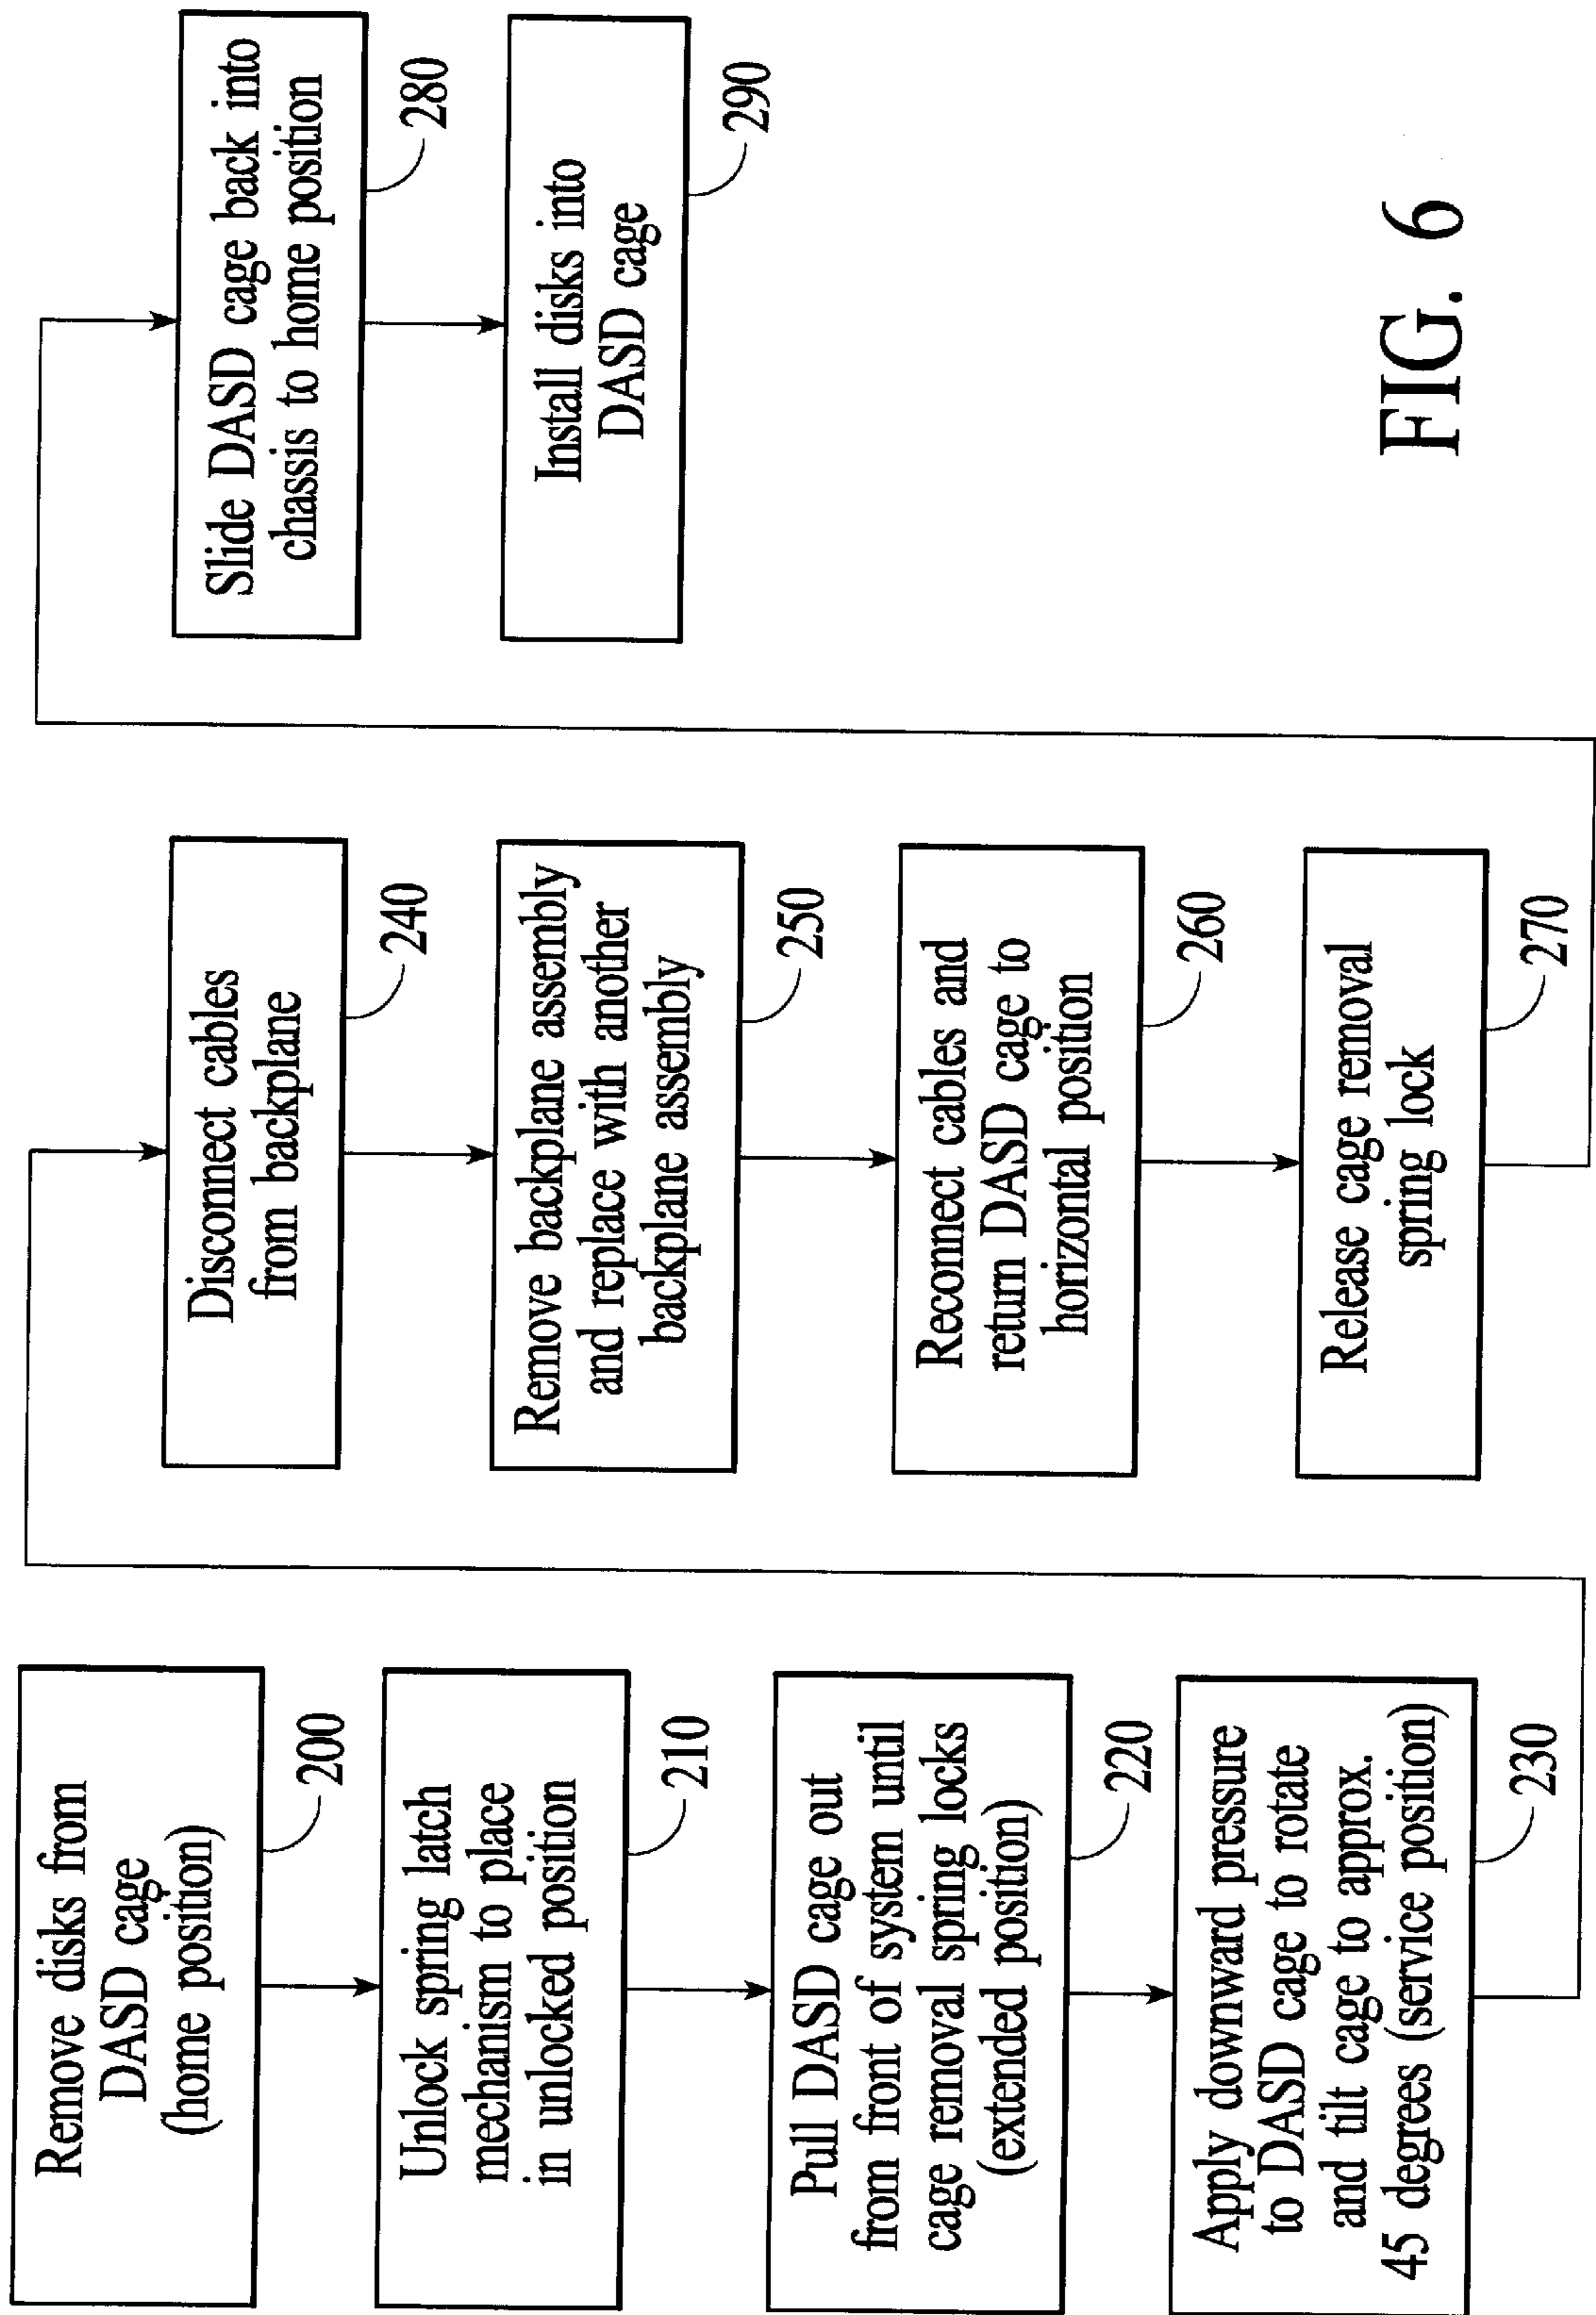 Remove disks from
DASD cage
(home position)
200
Unlock spring latch
mechanism to place
in unlocked position
210
Pull DASD cage out
from front of system until
cage removal spring locks
(extended position)
220
Apply downward pressure
to DASD cage to rotate
and tilt cage to approx.
45 degrees (service position)
230
Disconnect cables
from backplane
240
Remove backplane assembly
and replace with another
backplane assembly
250
Reconnect cables and
return DASD cage to
horizontal position
260
Release cage removal
spring lock
270
Slide DASD cage back into
chassis to home position
280
Install disks into
DASD cage
290
FIG. 6